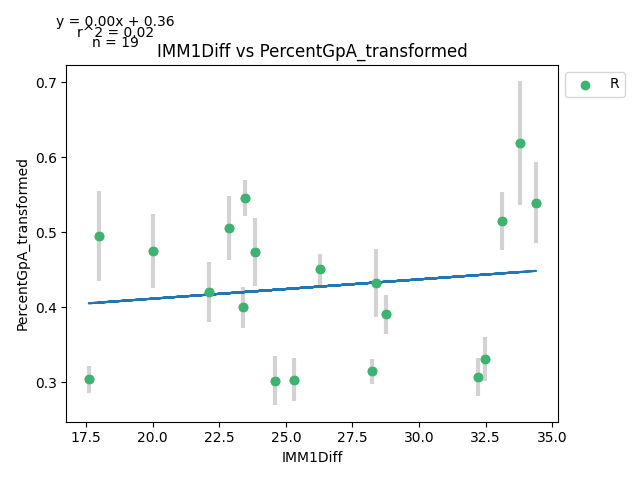 y = 0.00x + 0.36
r^2 = 0.02
n = 19
IMM1Diff vs PercentGpA_transformed
R
PercentGpA_transformed
0.7
0.6
0.5
0.4
0.3
17.5 20.0 22.5 25.0 27.5 30.0 32.5 35.0
IMM1Diff